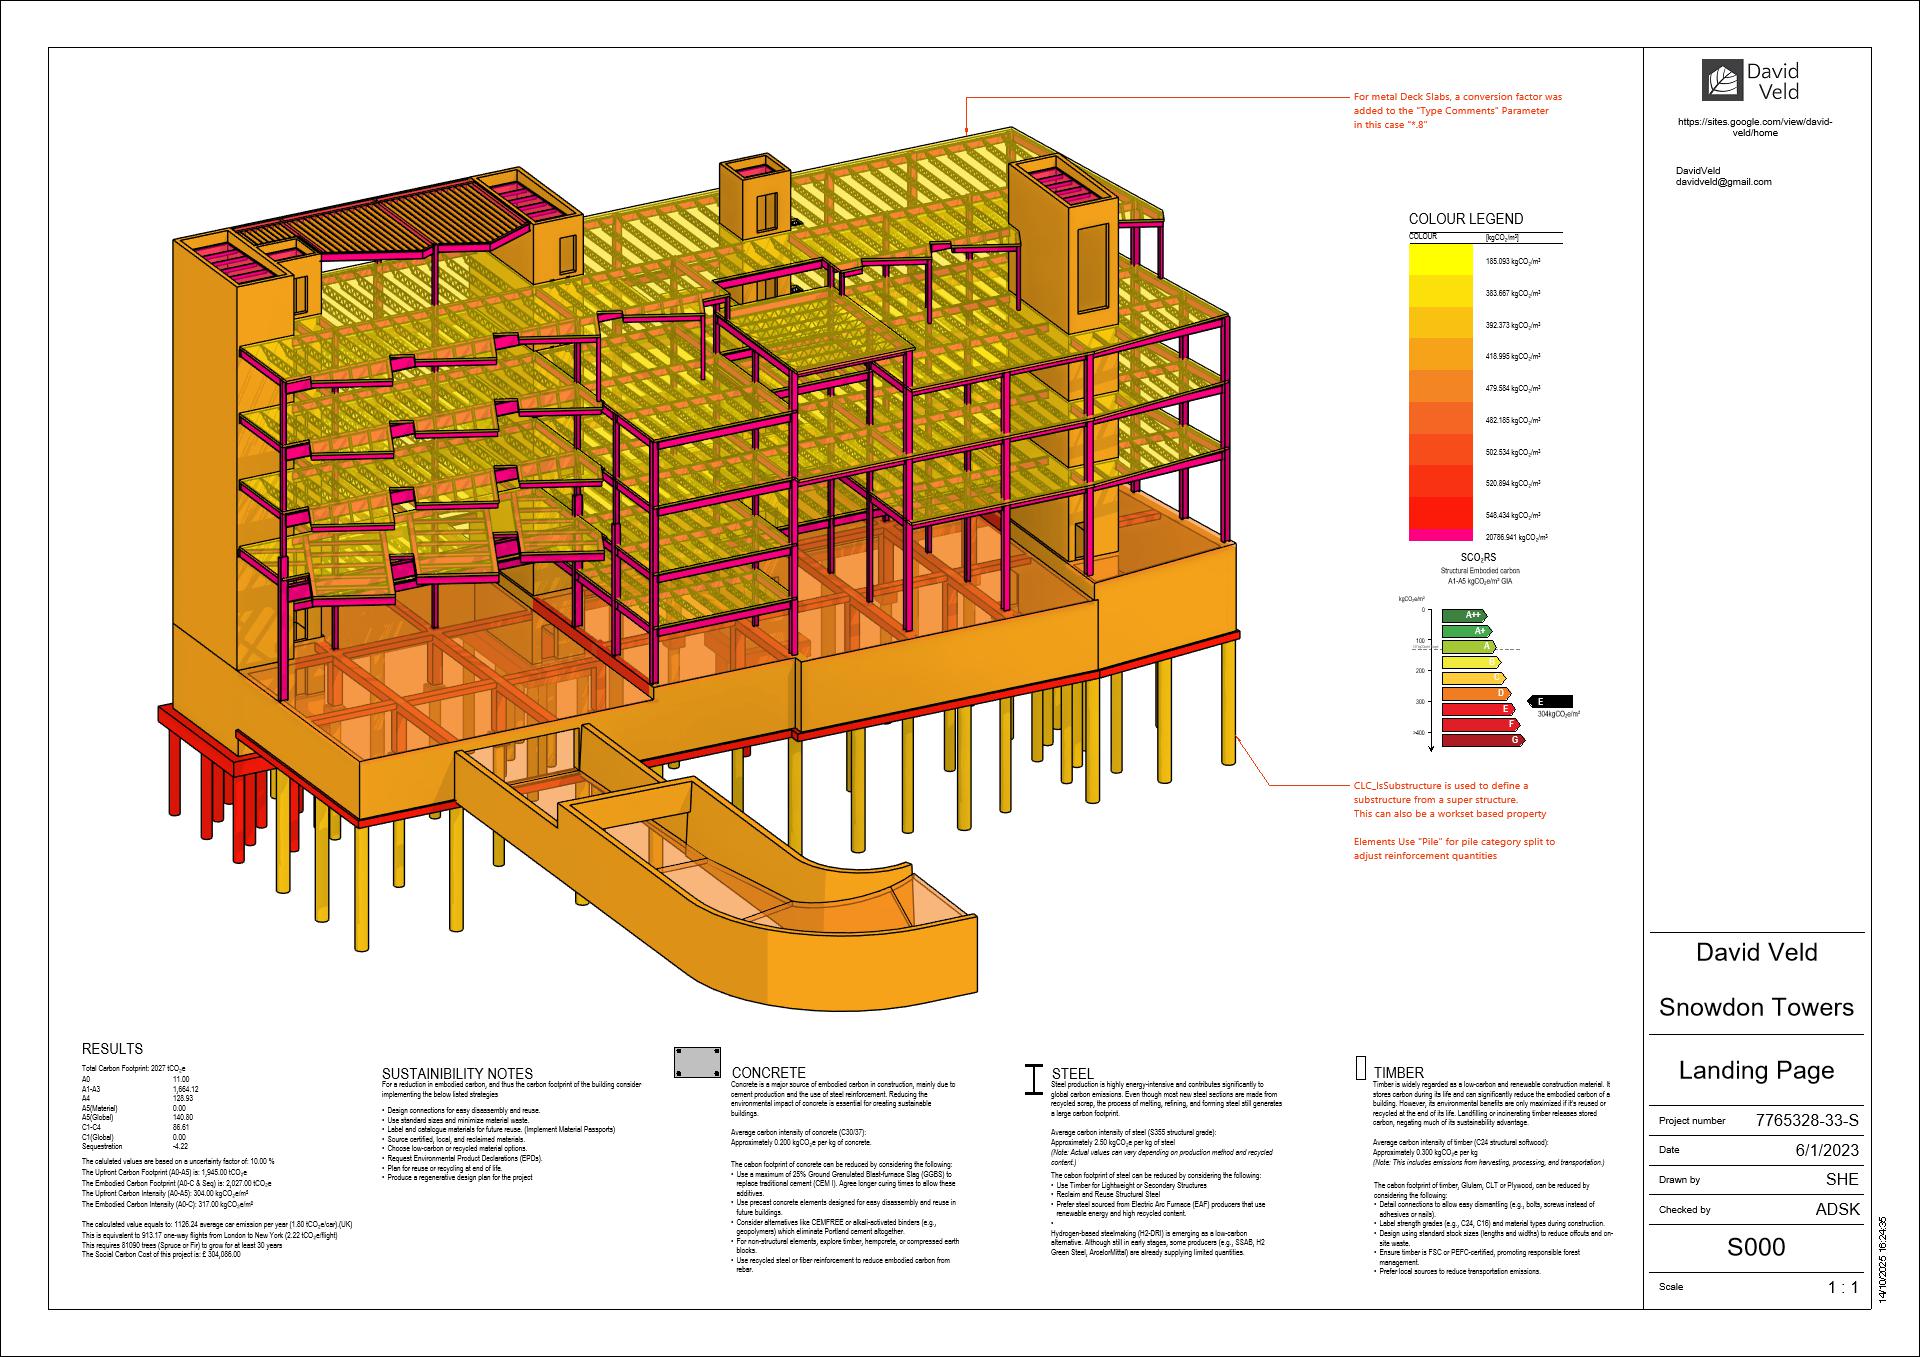 For metal Deck Slabs, a conversion factor was
added to the "Type Comments" Parameter
in this case "*.8"
COLOUR LEGEND
COLOUR [kgCO₂/m³]
185.093 kgCO₂/m³
383.667 kgCO₂/m³
392.373 kgCO₂/m³
418.995 kgCO₂/m³
479.584 kgCO₂/m³
482.185 kgCO₂/m³
502.534 kgCO₂/m³
520.894 kgCO₂/m³
548.434 kgCO₂/m³
20786.941 kgCO₂/m³
SCO₂RS
Structural Embodied carbon
A1-A5 kgCO₂e/m² GIA
kgCO₂e/m²
0
100
200
300
>400
A++
A+
A
B
C
D
E
F
G
E
304kgCO₂e/m²
CLC_IsSubstructure is used to define a
substructure from a super structure.
This can also be a workset based property
Elements Use "Pile" for pile category split to
adjust reinforcement quantities
RESULTS
Total Carbon Footprint: 2027 tCO₂e
A0 11.00
A1-A3 1,664.12
A4 128.93
A5(Material) 0.00
A5(Global) 140.80
C1-C4 86.61
C1(Global) 0.00
Sequestration -4.22
The calulated values are based on a uncertainty factor of: 10.00 %
The Upfront Carbon Footprint (A0-A5) is: 1,945.00 tCO₂e
The Embodied Carbon Footprint (A0-C & Seq) is: 2,027.00 tCO₂e
The Upfront Carbon Intensity (A0-A5): 304.00 kgCO₂e/m²
The Embodied Carbon Intensity (A0-C): 317.00 kgCO₂e/m²
The calculated value equals to: 1126.24 average car emission per year (1.80 tCO₂e/car).(UK)
This is equivalent to 913.17 one-way flights from London to New York (2.22 tCO₂e/flight)
This requires 81090 trees (Spruce or Fir) to grow for at least 30 years
The Social Carbon Cost of this project is: £ 304,086.00
SUSTAINABILITY NOTES
For a reduction in embodied carbon, and thus the carbon footprint of the building consider
implementing the below listed strategies
• Design connections for easy disassembly and reuse.
• Use standard sizes and minimize material waste.
• Label and catalogue materials for future reuse. (Implement Material Passports)
• Source certified, local, and reclaimed materials.
• Choose low-carbon or recycled material options.
• Request Environmental Product Declarations (EPDs).
• Plan for reuse or recycling at end of life.
• Produce a regenerative design plan for the project
CONCRETE
Concrete is a major source of embodied carbon in construction, mainly due to
cement production and the use of steel reinforcement. Reducing the
environmental impact of concrete is essential for creating sustainable
buildings.
Average carbon intensity of concrete (C30/37):
Approximately 0.200 kgCO₂e per kg of concrete.
The cabon footprint of concrete can be reduced by considering the following:
• Use a maximum of 25% Ground Granulated Blast-furnace Slag (GGBS) to
replace traditional cement (CEM I). Agree longer curing times to allow these
additives.
• Use precast concrete elements designed for easy disassembly and reuse in
future buildings.
• Consider alternatives like CEMFREE or alkali-activated binders (e.g.,
geopolymers) which eliminate Portland cement altogether.
• For non-structural elements, explore timber, hempcrete, or compressed earth
blocks.
• Use recycled steel or fiber reinforcement to reduce embodied carbon from
rebar.
STEEL
Steel production is highly energy-intensive and contributes significantly to
global carbon emissions. Even though most new steel sections are made from
recycled scrap, the process of melting, refining, and forming steel still generates
a large carbon footprint.
Average carbon intensity of steel (S355 structural grade):
Approximately 2.50 kgCO₂e per kg of steel
(Note: Actual values can vary depending on production method and recycled
content.)
The cabon footprint of steel can be reduced by considering the following:
• Use Timber for Lightweight or Secondary Structures
• Reclaim and Reuse Structural Steel
• Prefer steel sourced from Electric Arc Furnace (EAF) producers that use
renewable energy and high recycled content.
•
Hydrogen-based steelmaking (H2-DRI) is emerging as a low-carbon
alternative. Although still in early stages, some producers (e.g., SSAB, H2
Green Steel, ArcelorMittal) are already supplying limited quantities.
TIMBER
Timber is widely regarded as a low-carbon and renewable construction material. It
stores carbon during its life and can significantly reduce the embodied carbon of a
building. However, its environmental benefits are only maximized if it's reused or
recycled at the end of its life. Landfilling or incinerating timber releases stored
carbon, negating much of its sustainability advantage.
Average carbon intensity of timber (C24 structural softwood):
Approximately 0.300 kgCO₂e per kg
(Note: This includes emissions from harvesting, processing, and transportation.)
The cabon footprint of timber, Glulam, CLT or Plywood, can be reduced by
considering the following:
• Detail connections to allow easy dismantling (e.g., bolts, screws instead of
adhesives or nails).
• Label strength grades (e.g., C24, C16) and material types during construction.
• Design using standard stock sizes (lengths and widths) to reduce offcuts and on-
site waste.
• Ensure timber is FSC or PEFC-certified, promoting responsible forest
management.
• Prefer local sources to reduce transportation emissions.
David
Veld
https://sites.google.com/view/david-
veld/home
DavidVeld
davidveld@gmail.com
David Veld
Snowdon Towers
Landing Page
Project number 7765328-33-S
Date 6/1/2023
Drawn by SHE
Checked by ADSK
S000
Scale 1 : 1
14/10/2025 16:24:35